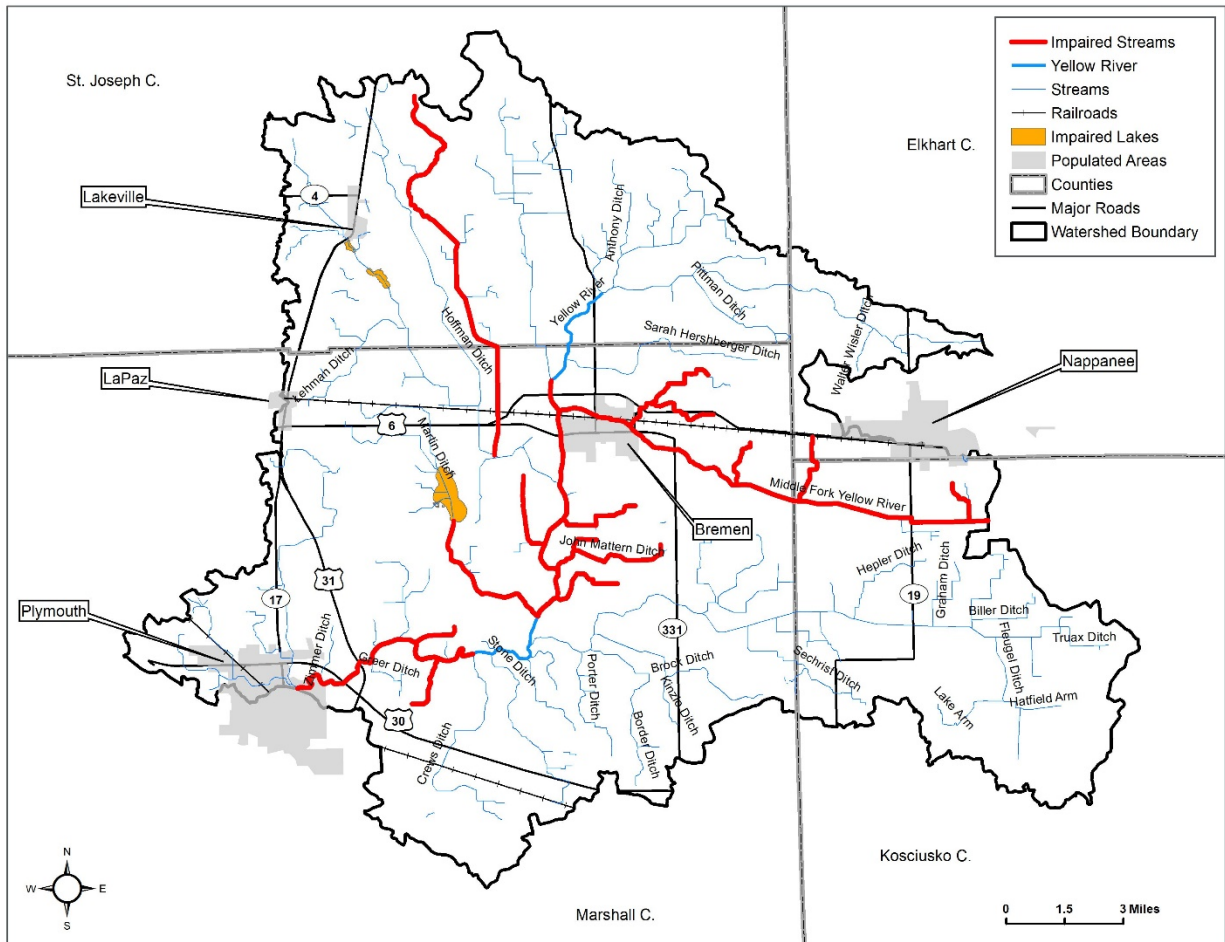 St. Joseph C.
Elkhart C.
Impaired Streams
Yellow River
Streams
Railroads
Impaired Lakes
Populated Areas
Counties
Major Roads
Watershed Boundary
Lakeville
4
Anthony Ditch
Yellow River
Pittman Ditch
Hoffman Ditch
Sarah Hershberger Ditch
Walter Wisler Ditch
Nappanee
LaPaz
Lehmah Ditch
6
Martin Ditch
Middle Fork Yellow River
Bremen
John Mattern Ditch
Hepler Ditch
Graham Ditch
19
31
17
Plymouth
Zimmer Ditch
Greer Ditch
Stone Ditch
331
Biller Ditch
Fleugel Ditch
Truax Ditch
Porter Ditch
Brock Ditch
Kinzie Ditch
Sechrist Ditch
Lake Arm
Hatfield Arm
30
Crews Ditch
Border Ditch
Kosciusko C.
Marshall C.
N
W
E
S
0 1.5 3 Miles